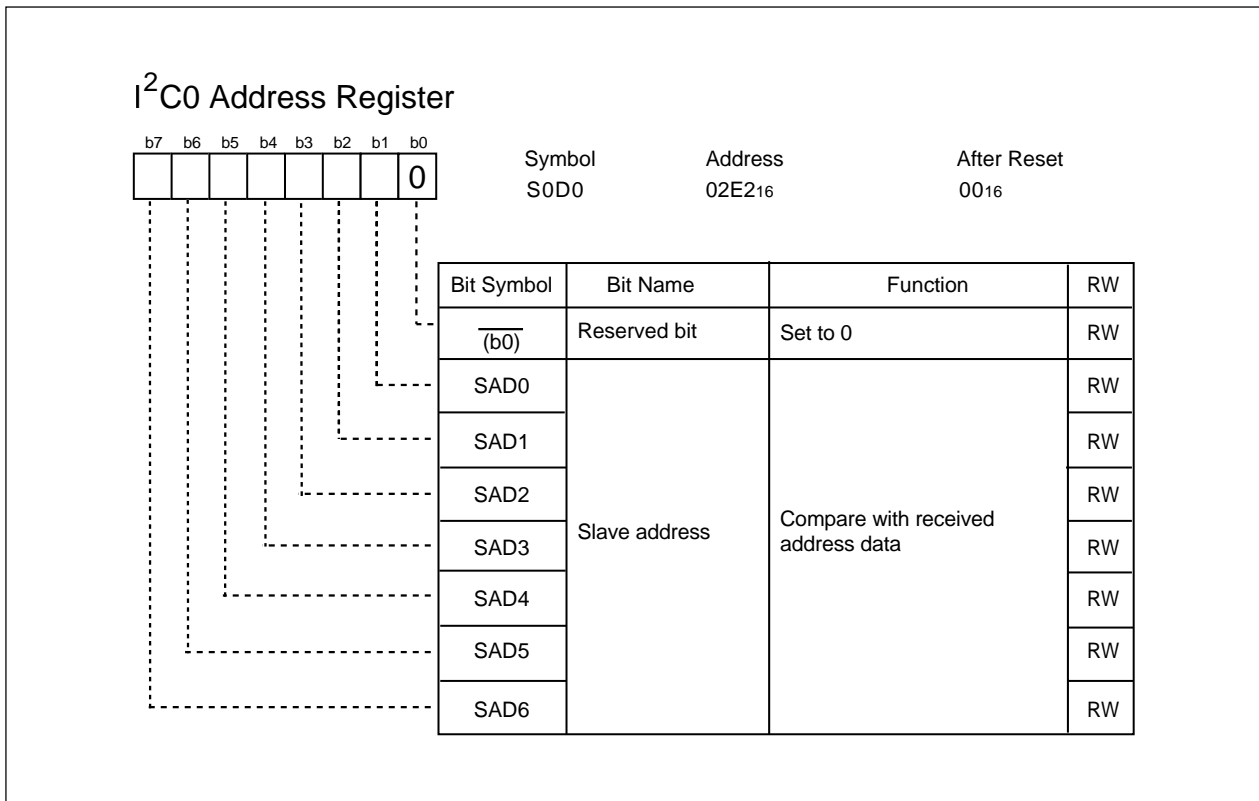 I²C0 Address Register
b7 b6 b5 b4 b3 b2 b1 b0
0
Symbol Address After Reset
S0D0 02E216 0016
Bit Symbol Bit Name Function RW
(b0) Reserved bit Set to 0 RW
SAD0 RW
SAD1 RW
SAD2 RW
Slave address Compare with received
address data
SAD3 RW
SAD4 RW
SAD5 RW
SAD6 RW